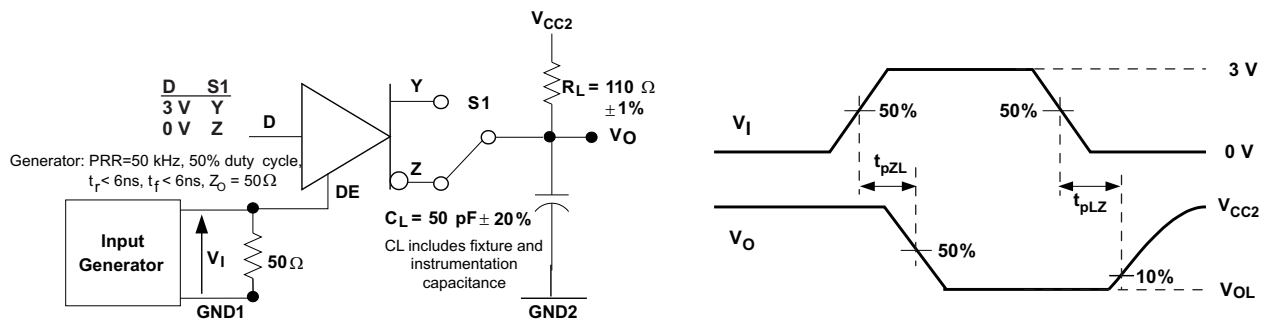 V_CC2
D S1
3 V Y
0 V Z
D
Y
S1
R_L = 110 Ω
±1%
V_O
Z
Generator: PRR=50 kHz, 50% duty cycle,
t_r < 6ns, t_f < 6ns, Z_O = 50Ω
DE
C_L = 50 pF ± 20%
CL includes fixture and
instrumentation
capacitance
Input
Generator
V_I
50Ω
GND1
GND2
3 V
50%
50%
V_I
0 V
t_pZL
t_pLZ
V_CC2
V_O
50%
10%
V_OL